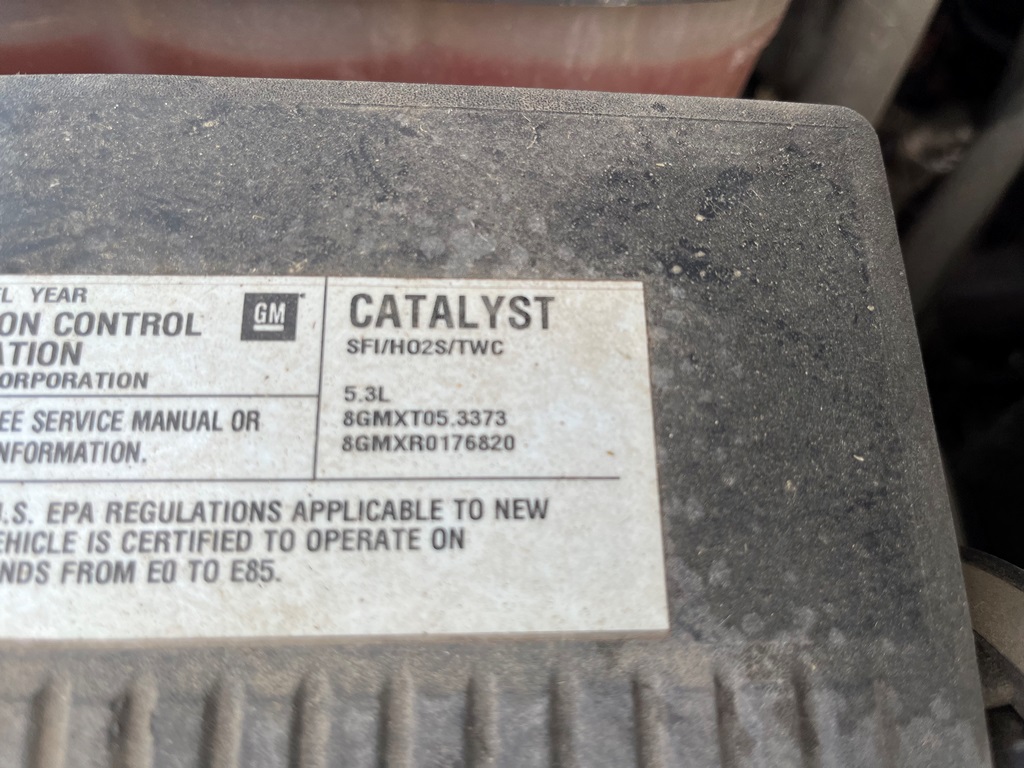 EL YEAR
ON CONTROL
ATION
ORPORATION
GM
EE SERVICE MANUAL OR
NFORMATION.
CATALYST
SFI/HO2S/TWC
5.3L
8GMXT05.3373
8GMXR0176820
.S. EPA REGULATIONS APPLICABLE TO NEW
EHICLE IS CERTIFIED TO OPERATE ON
NDS FROM E0 TO E85.